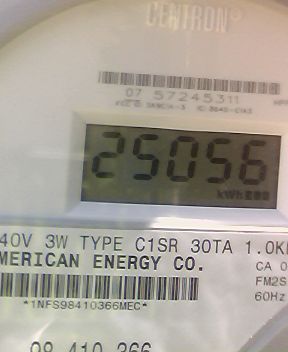 CENTRON®
07 57245311
25056
kWh
40V 3W TYPE C1SR 30TA 1.0K
MERICAN ENERGY CO.
CA 0
FM2S
60Hz
*1NFS98410366MEC*
98 410 366